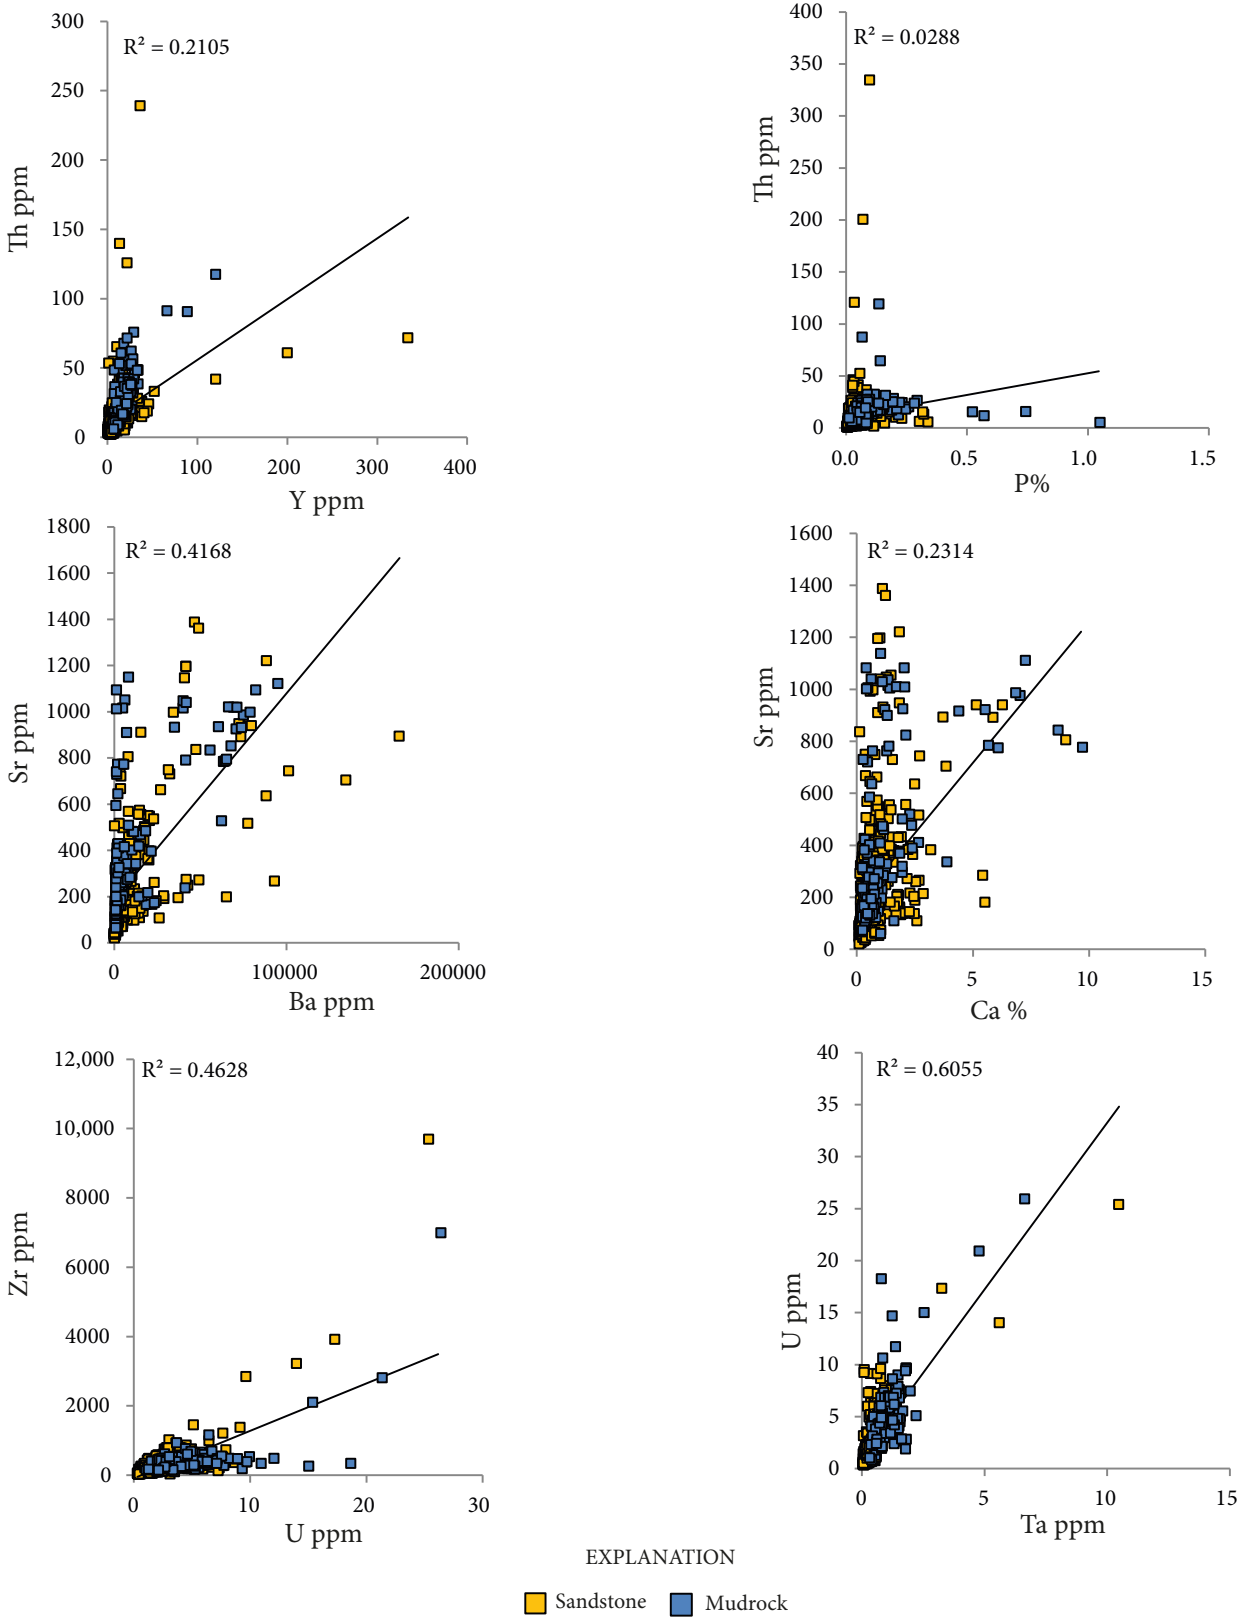 R² = 0.2105
300
250
200
150
100
50
0
Th ppm
0 100 200 300 400
Y ppm
R² = 0.0288
400
350
300
250
200
150
100
50
0
Th ppm
0.0 0.5 1.0 1.5
P%
R² = 0.4168
1800
1600
1400
1200
1000
800
600
400
200
0
Sr ppm
0 100000 200000
Ba ppm
R² = 0.2314
1600
1400
1200
1000
800
600
400
200
0
Sr ppm
0 5 10 15
Ca %
R² = 0.4628
12,000
10,000
8000
6000
4000
2000
0
Zr ppm
0 10 20 30
U ppm
R² = 0.6055
40
35
30
25
20
15
10
5
0
U ppm
0 5 10 15
Ta ppm
EXPLANATION
Sandstone Mudrock